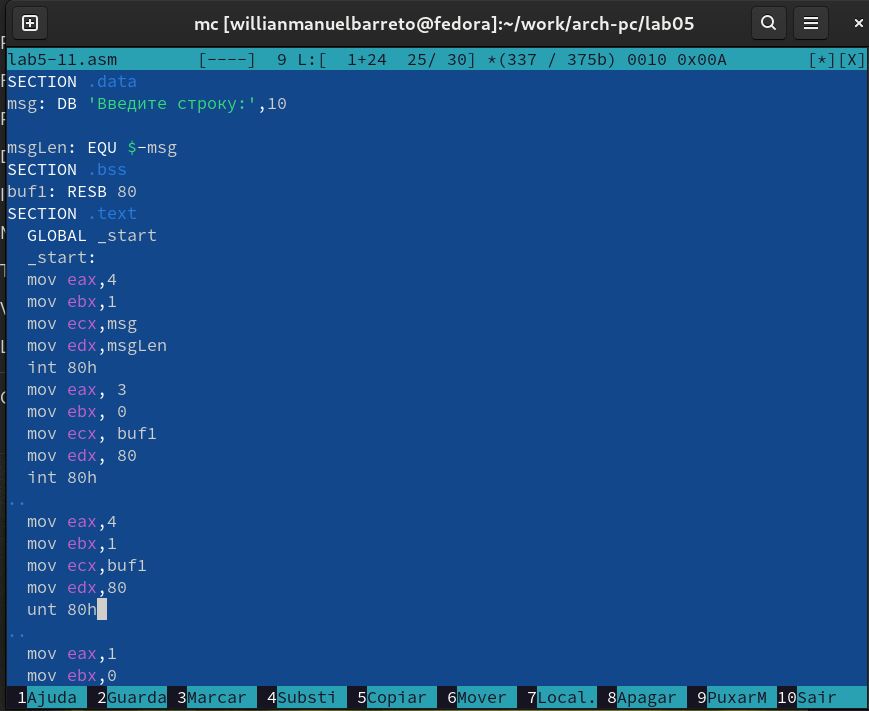 mc [willianmanuelbarreto@fedora]:~/work/arch-pc/lab05
lab5-11.asm [----] 9 L:[ 1+24 25/ 30] *(337 / 375b) 0010 0x00A [*][X]
SECTION .data
msg: DB 'Введите строку:',10
msgLen: EQU $-msg
SECTION .bss
buf1: RESB 80
SECTION .text
GLOBAL _start
_start:
mov eax,4
mov ebx,1
mov ecx,msg
mov edx,msgLen
int 80h
mov eax, 3
mov ebx, 0
mov ecx, buf1
mov edx, 80
int 80h
..
mov eax,4
mov ebx,1
mov ecx,buf1
mov edx,80
unt 80h
..
mov eax,1
mov ebx,0
1Ajuda 2Guarda 3Marcar 4Substi 5Copiar 6Mover 7Local. 8Apagar 9PuxarM 10Sair